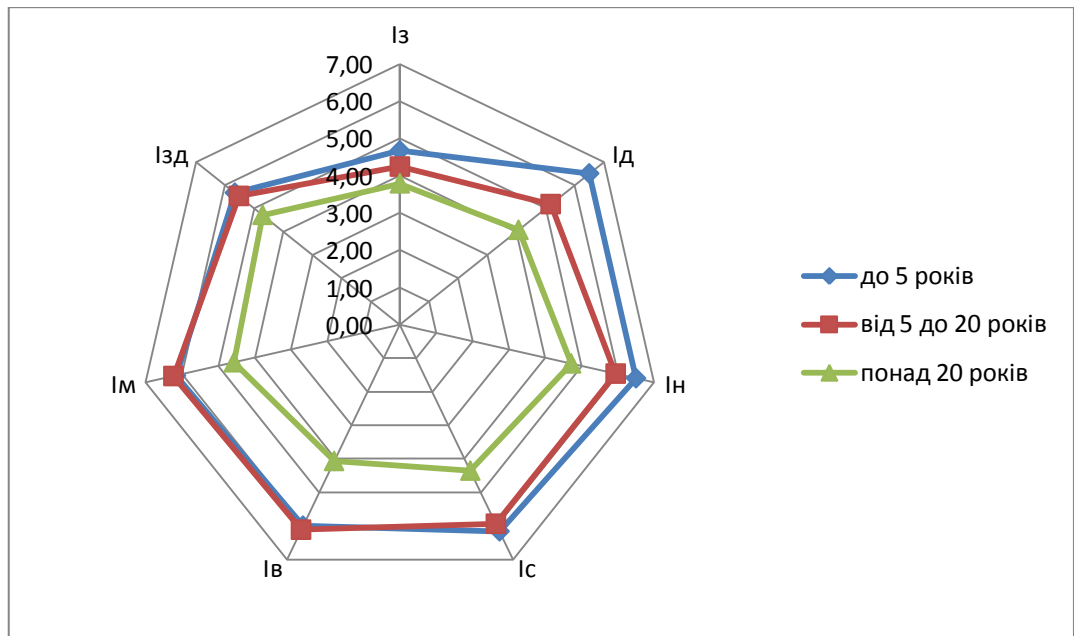 Із
7,00
6,00
5,00
4,00
3,00
2,00
1,00
0,00
Ід
Ін
Іс
Ів
Ім
Ізд
до 5 років
від 5 до 20 років
понад 20 років